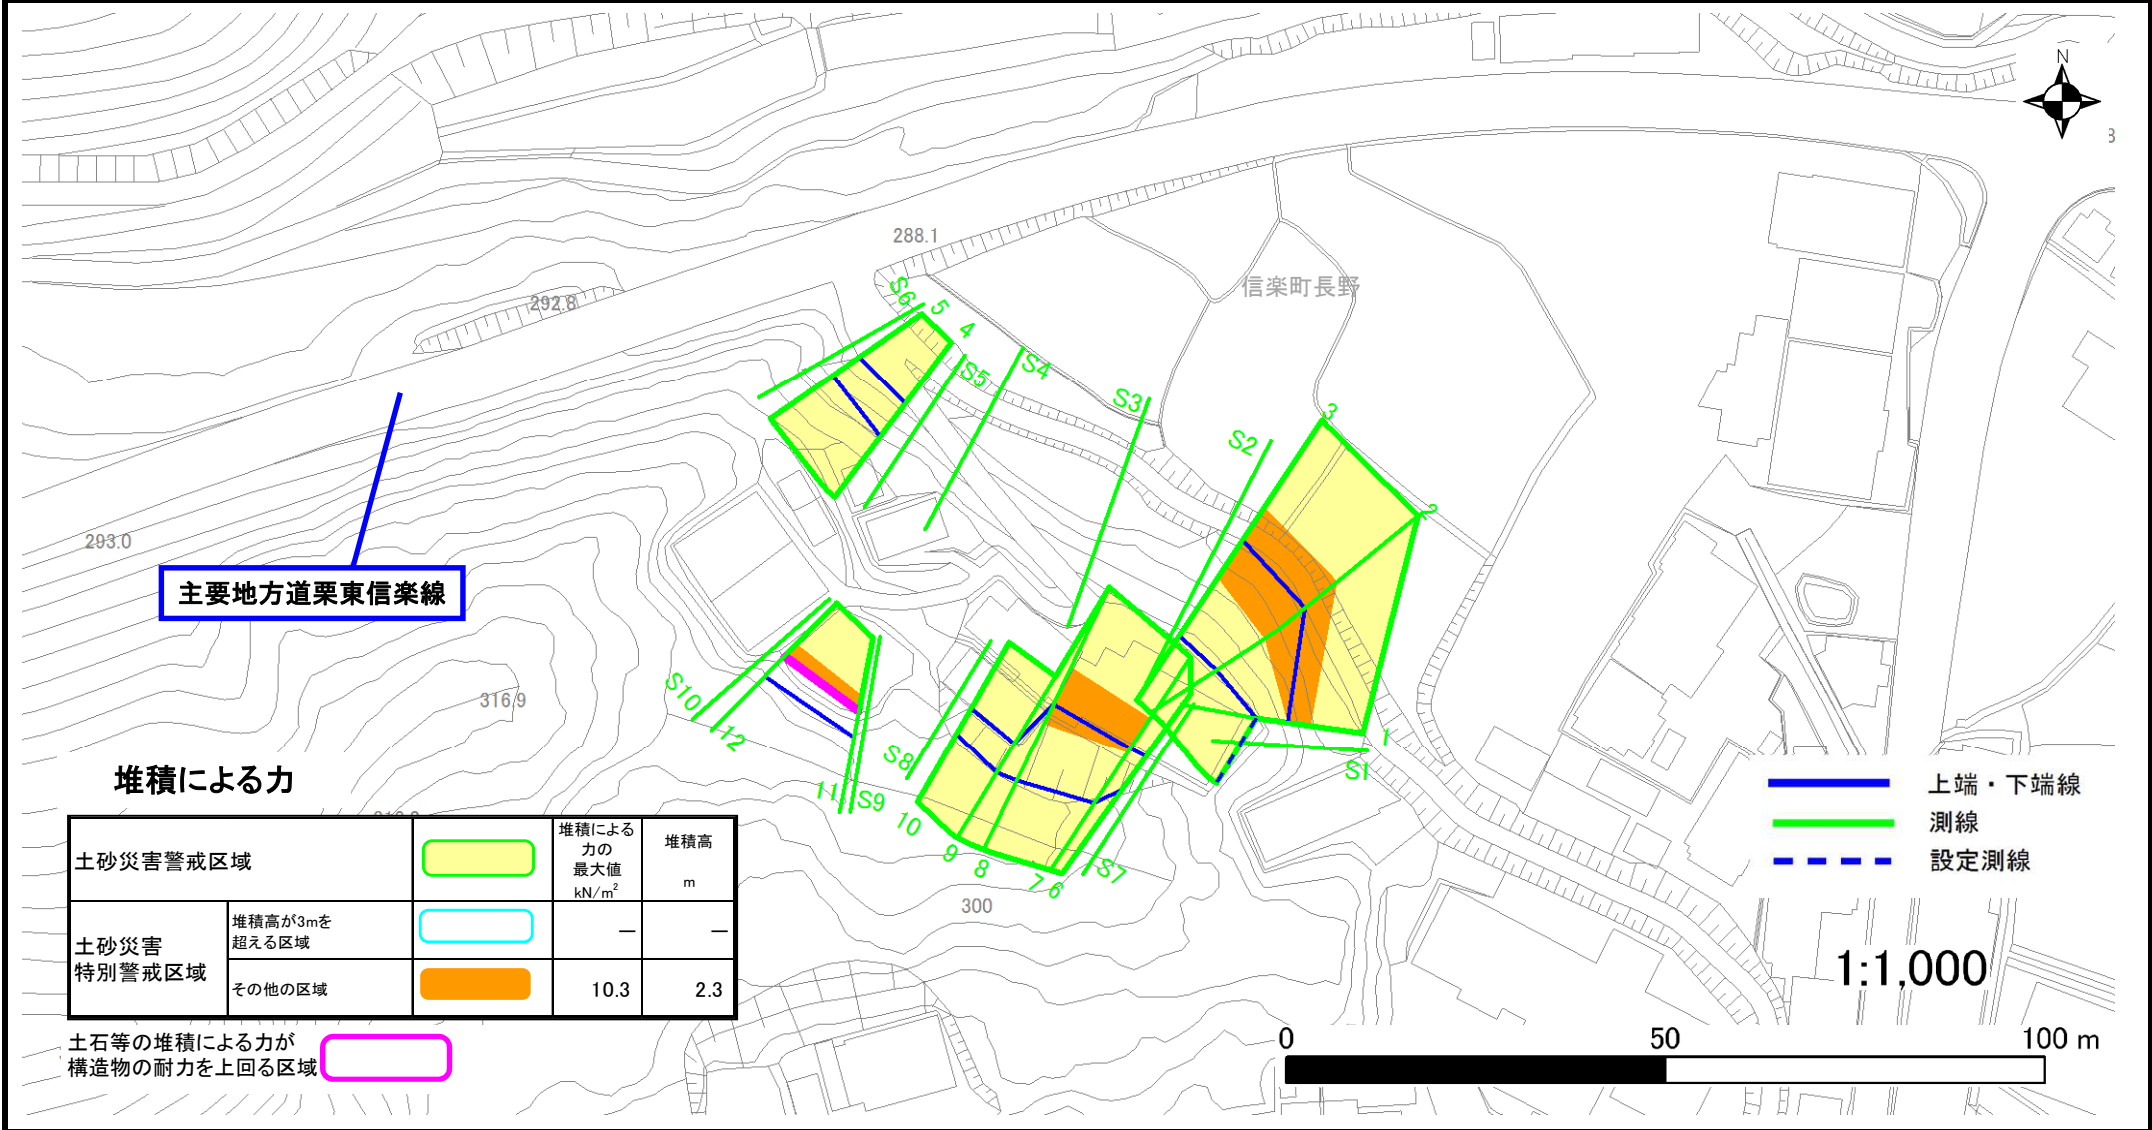 N
8
288.1
信楽町長野
292.8
S6
5
4
S5
S4
S3
S2
3
2
293.0
主要地方道栗東信楽線
316.9
S10
12
11
S9
S8
10
9
8
7
6
S7
1
S1
300
堆積による力
土砂災害警戒区域
堆積による
力の
最大値
kN/m²
堆積高
m
土砂災害
特別警戒区域
堆積高が3mを
超える区域
—
—
その他の区域
10.3
2.3
土石等の堆積による力が
構造物の耐力を上回る区域
上端・下端線
測線
設定測線
1:1,000
0
50
100 m